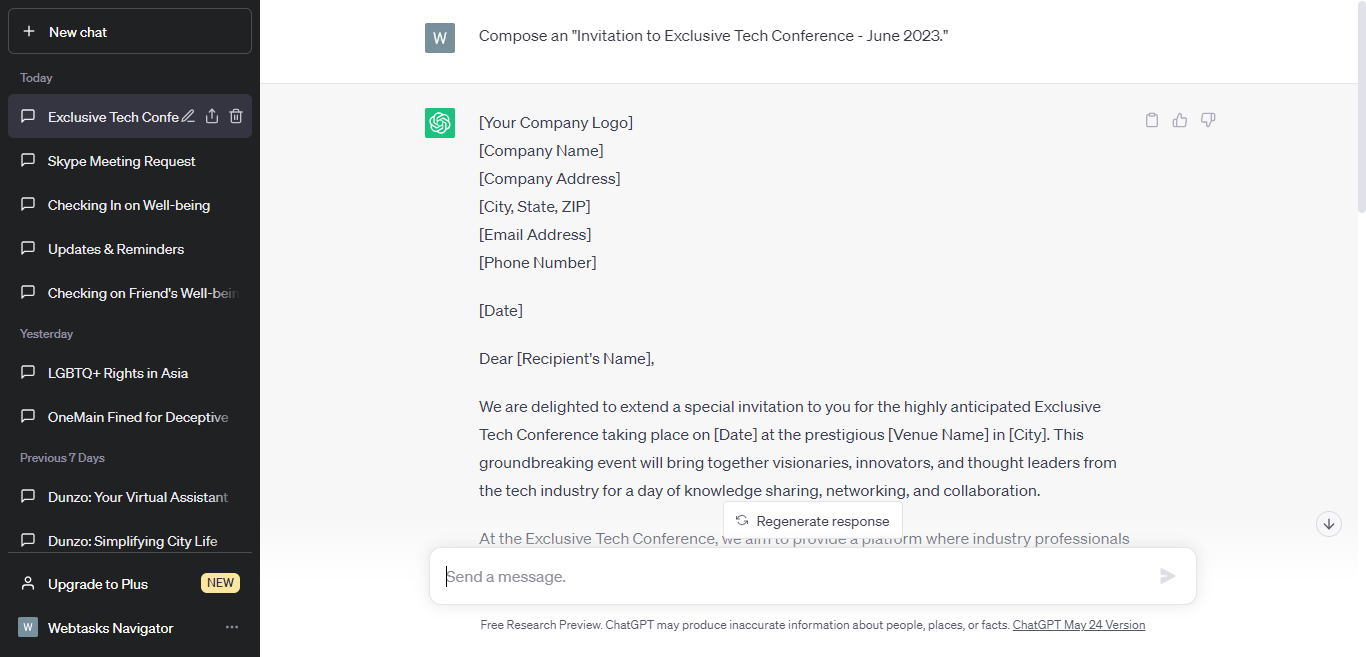 New chat
Today
Exclusive Tech Confe
Skype Meeting Request
Checking In on Well-being
Updates & Reminders
Checking on Friend's Well-bein
Yesterday
LGBTQ+ Rights in Asia
OneMain Fined for Deceptive
Previous 7 Days
Dunzo: Your Virtual Assistant
Dunzo: Simplifying City Life
Upgrade to Plus
NEW
W
Webtasks Navigator
W
Compose an "Invitation to Exclusive Tech Conference - June 2023."
[Your Company Logo]
[Company Name]
[Company Address]
[City, State, ZIP]
[Email Address]
[Phone Number]
[Date]
Dear [Recipient's Name],
We are delighted to extend a special invitation to you for the highly anticipated Exclusive
Tech Conference taking place on [Date] at the prestigious [Venue Name] in [City]. This
groundbreaking event will bring together visionaries, innovators, and thought leaders from
the tech industry for a day of knowledge sharing, networking, and collaboration.
Regenerate response
At the Exclusive Tech Conference, we aim to provide a platform where industry professionals
Send a message.
Free Research Preview. ChatGPT may produce inaccurate information about people, places, or facts. ChatGPT May 24 Version